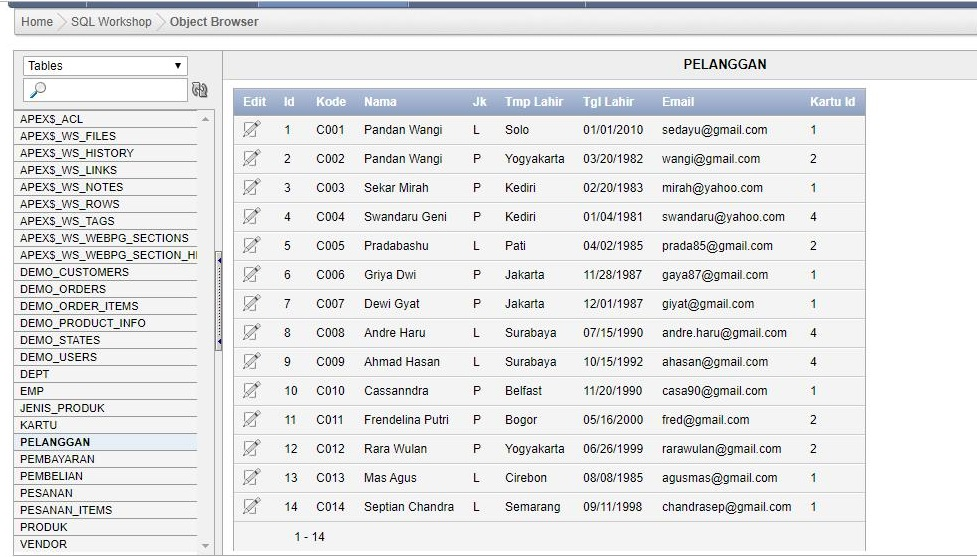 Home SQL Workshop Object Browser
Tables
PELANGGAN
APEX$_ACL
APEX$_WS_FILES
APEX$_WS_HISTORY
APEX$_WS_LINKS
APEX$_WS_NOTES
APEX$_WS_ROWS
APEX$_WS_TAGS
APEX$_WS_WEBPG_SECTIONS
APEX$_WS_WEBPG_SECTION_HI
DEMO_CUSTOMERS
DEMO_ORDERS
DEMO_ORDER_ITEMS
DEMO_PRODUCT_INFO
DEMO_STATES
DEMO_USERS
DEPT
EMP
JENIS_PRODUK
KARTU
PELANGGAN
PEMBAYARAN
PEMBELIAN
PESANAN
PESANAN_ITEMS
PRODUK
VENDOR
Edit Id Kode Nama Jk Tmp Lahir Tgl Lahir Email Kartu Id
1 C001 Pandan Wangi L Solo 01/01/2010 sedayu@gmail.com 1
2 C002 Pandan Wangi P Yogyakarta 03/20/1982 wangi@gmail.com 2
3 C003 Sekar Mirah P Kediri 02/20/1983 mirah@yahoo.com 1
4 C004 Swandaru Geni P Kediri 01/04/1981 swandaru@yahoo.com 4
5 C005 Pradabashu L Pati 04/02/1985 prada85@gmail.com 2
6 C006 Griya Dwi P Jakarta 11/28/1987 gaya87@gmail.com 1
7 C007 Dewi Gyat P Jakarta 12/01/1987 giyat@gmail.com 1
8 C008 Andre Haru L Surabaya 07/15/1990 andre.haru@gmail.com 4
9 C009 Ahmad Hasan L Surabaya 10/15/1992 ahasan@gmail.com 4
10 C010 Cassanndra P Belfast 11/20/1990 casa90@gmail.com 1
11 C011 Frendelina Putri P Bogor 05/16/2000 fred@gmail.com 2
12 C012 Rara Wulan P Yogyakarta 06/26/1999 rarawulan@gmail.com 2
13 C013 Mas Agus L Cirebon 08/08/1985 agusmas@gmail.com 1
14 C014 Septian Chandra L Semarang 09/11/1998 chandrasep@gmail.com 1
1 - 14